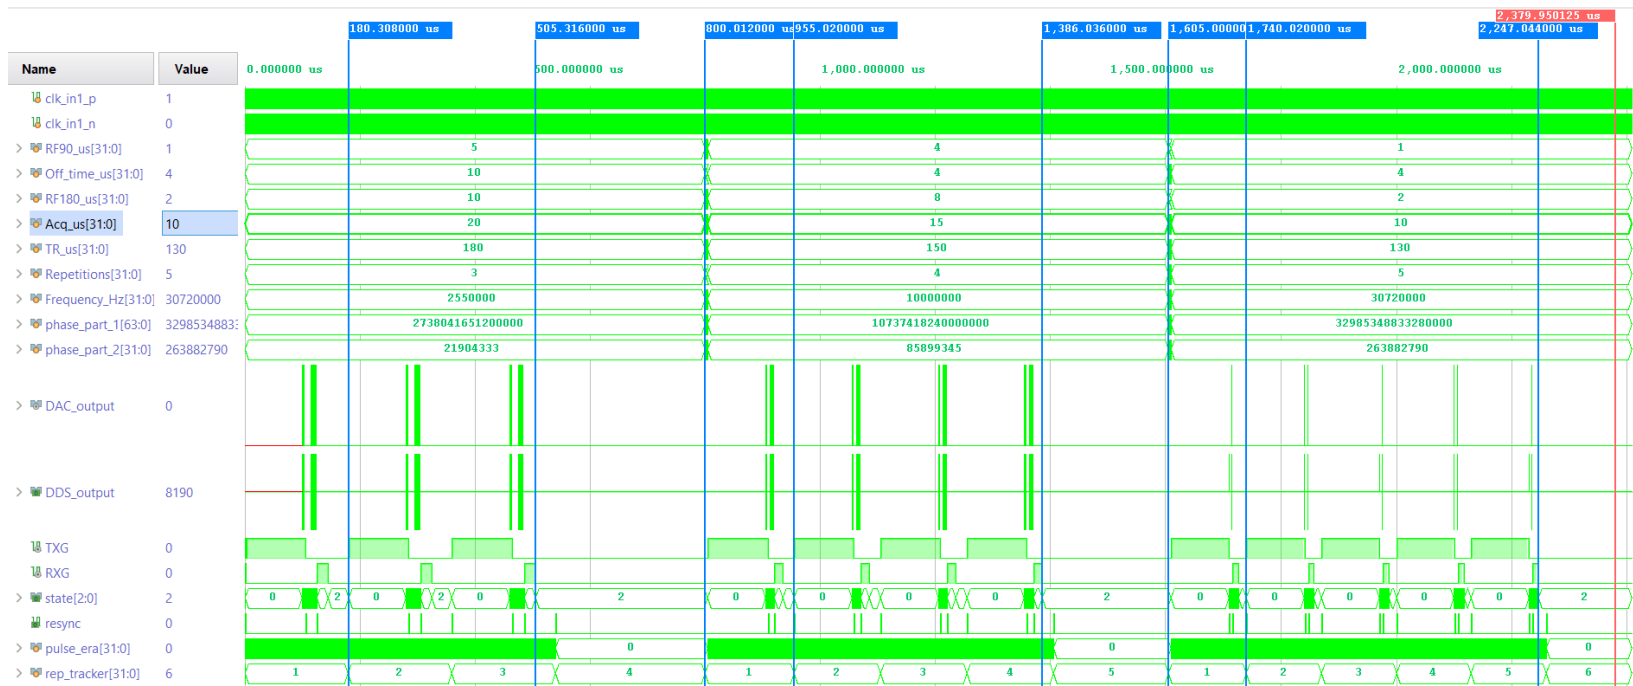 2,379.950125 us
180.308000 us 505.316000 us 800.012000 us 955.020000 us 1,386.036000 us 1,605.00000 1,740.020000 us 2,247.044000 us
Name Value 0.000000 us 500.000000 us 1,000.000000 us 1,500.000000 us 2,000.000000 us
clk_in1_p 1
clk_in1_n 0
RF90_us[31:0] 1 5 4 1
Off_time_us[31:0] 4 10 4 4
RF180_us[31:0] 2 10 8 2
Acq_us[31:0] 10 20 15 10
TR_us[31:0] 130 180 150 130
Repetitions[31:0] 5 3 4 5
Frequency_Hz[31:0] 30720000 2550000 10000000 30720000
phase_part_1[63:0] 32985348833 2738041651200000 10737418240000000 32985348833280000
phase_part_2[31:0] 263882790 21904333 85899345 263882790
DAC_output 0
DDS_output 8190
TXG 0
RXG 0
state[2:0] 2 0 2 0 2 0 2 0 0 0 0 2 0 0 0 0 0 2
resync 0
pulse_era[31:0] 0 0 0 0
rep_tracker[31:0] 6 1 2 3 4 1 2 3 4 5 1 2 3 4 5 6